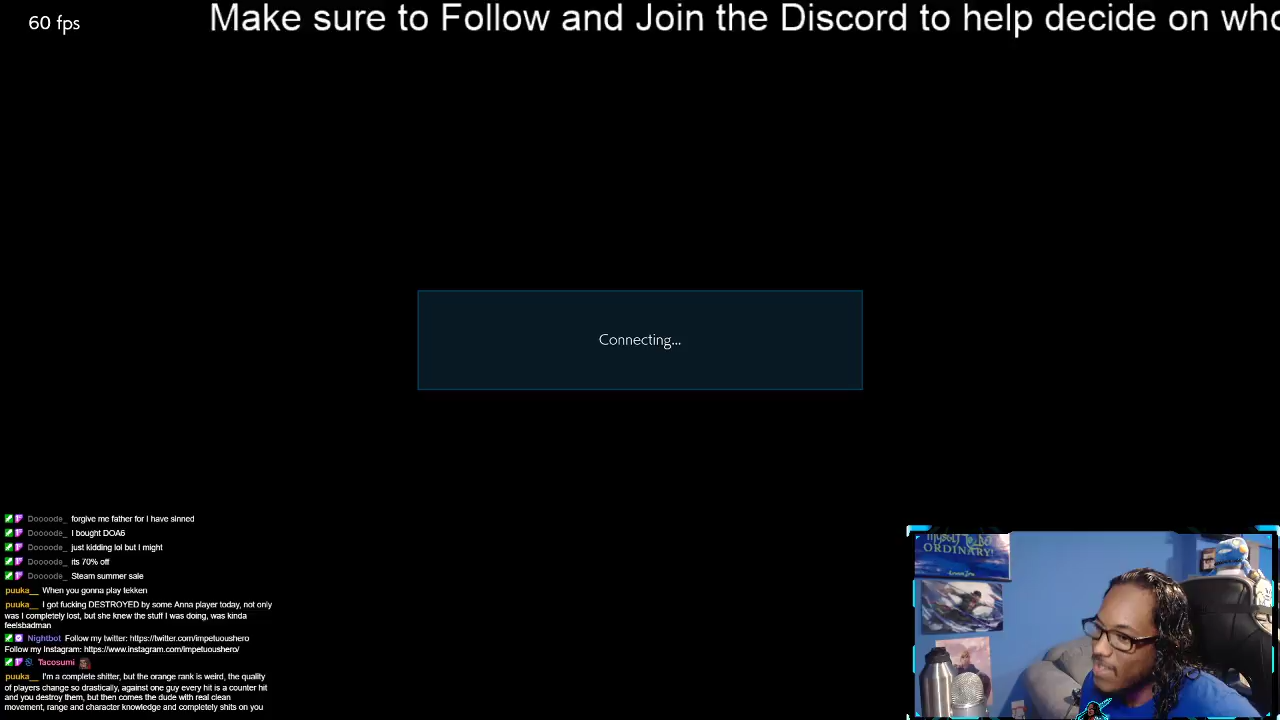 60 fps
Make sure to Follow and Join the Discord to help decide on who
Connecting...
Doooode_ forgive me father for I have sinned
Doooode_ I bought DOA6
Doooode_ just kidding lol but I might
Doooode_ its 70% off
Doooode_ Steam summer sale
puuka__ When you gonna play tekken
puuka__ I got fucking DESTROYED by some Anna player today, not only
was I completely lost, but she knew the stuff I was doing, was kinda
feelsbadman
Nightbot Follow my twitter: https://twitter.com/impetuoushero
Follow my Instagram: https://www.instagram.com/impetuoushero/
Tacosumi
puuka__ I'm a complete shitter, but the orange rank is weird, the quality
of players change so drastically, against one guy every hit is a counter hit
and you destroy them, but then comes the dude with real clean
movement, range and character knowledge and completely shits on you
ORDINARY!